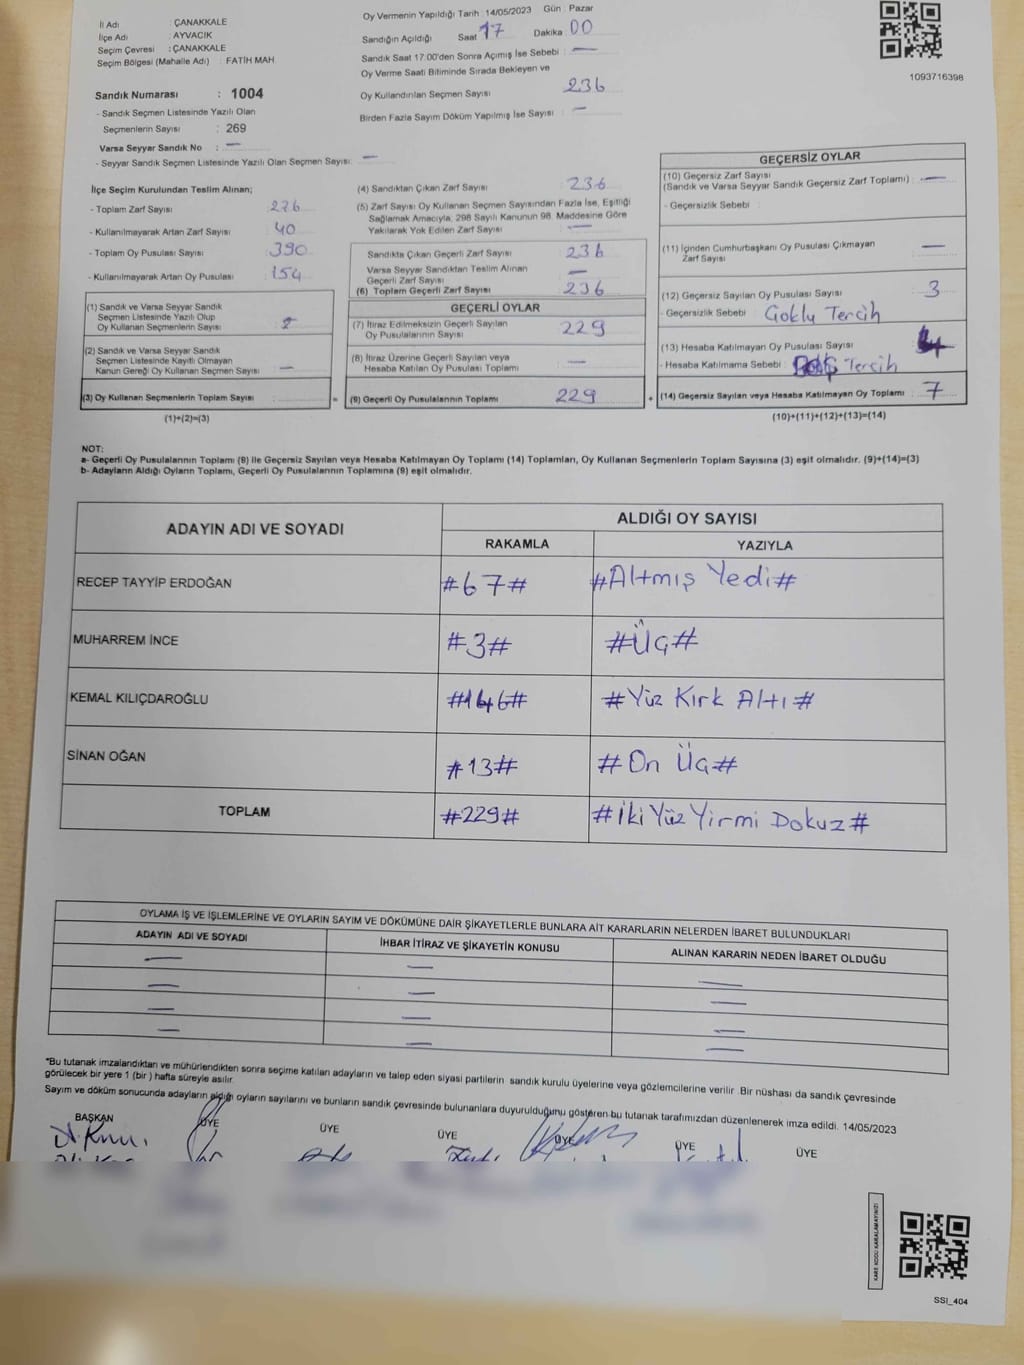 İl Adı : ÇANAKKALE
İlçe Adı : AYVACIK
Seçim Çevresi : ÇANAKKALE
Seçim Bölgesi (Mahalle Adı) : FATİH MAH
Sandık Numarası : 1004
- Sandık Seçmen Listesinde Yazılı Olan
Seçmenlerin Sayısı : 269
Varsa Seyyar Sandık No : —
- Seyyar Sandık Seçmen Listesinde Yazılı Olan Seçmen Sayısı: —
Oy Vermenin Yapıldığı Tarih : 14/05/2023 Gün : Pazar
Sandığın Açıldığı Saat 17 Dakika 00
Sandık Saat 17:00'den Sonra Açımış İse Sebebi : —
Oy Verme Saati Bitiminde Sırada Bekleyen ve
Oy Kullandırılan Seçmen Sayısı 236
Birden Fazla Sayım Döküm Yapılmış İse Sayısı : —
1093716398
İlçe Seçim Kurulundan Teslim Alınan;
- Toplam Zarf Sayısı : 276
- Kullanılmayarak Artan Zarf Sayısı : 40
- Toplam Oy Pusulası Sayısı : 390
- Kullanılmayarak Artan Oy Pusulası : 154
(1) Sandık ve Varsa Seyyar Sandık
Seçmen Listesinde Yazılı Olup
Oy Kullanan Seçmenlerin Sayısı :
(2) Sandık ve Varsa Seyyar Sandık
Seçmen Listesinde Kayıtlı Olmayan
Kanun Gereği Oy Kullanan Seçmen Sayısı : —
(3) Oy Kullanan Seçmenlerin Toplam Sayısı :
(1)+(2)=(3)
(4) Sandıktan Çıkan Zarf Sayısı : 236
(5) Zarf Sayısı Oy Kullanan Seçmen Sayısından Fazla İse, Eşitliği
Sağlamak Amacıyla, 298 Sayılı Kanunun 98. Maddesine Göre
Yakılarak Yok Edilen Zarf Sayısı : —
Sandıkta Çıkan Geçerli Zarf Sayısı : 236
Varsa Seyyar Sandıktan Teslim Alınan
Geçerli Zarf Sayısı : —
(6) Toplam Geçerli Zarf Sayısı : 236
GEÇERLİ OYLAR
(7) İtiraz Edilmeksizin Geçerli Sayılan
Oy Pusulalarının Sayısı : 229
(8) İtiraz Üzerine Geçerli Sayılan veya
Hesaba Katılan Oy Pusulası Toplamı : —
= (9) Geçerli Oy Pusulalarının Toplamı : 229 +
GEÇERSİZ OYLAR
(10) Geçersiz Zarf Sayısı
(Sandık ve Varsa Seyyar Sandık Geçersiz Zarf Toplamı) : —
- Geçersizlik Sebebi :
(11) İçinden Cumhurbaşkanı Oy Pusulası Çıkmayan
Zarf Sayısı : —
(12) Geçersiz Sayılan Oy Pusulası Sayısı : 3
- Geçersizlik Sebebi : Çoklu Tercih
(13) Hesaba Katılmayan Oy Pusulası Sayısı : 4
- Hesaba Katılmama Sebebi : Boş Tercih
(14) Geçersiz Sayılan veya Hesaba Katılmayan Oy Toplamı : 7
(10)+(11)+(12)+(13)=(14)
NOT:
a- Geçerli Oy Pusulalarının Toplamı (9) ile Geçersiz Sayılan veya Hesaba Katılmayan Oy Toplamı (14) Toplamları, Oy Kullanan Seçmenlerin Toplam Sayısına (3) eşit olmalıdır. (9)+(14)=(3)
b- Adayların Aldığı Oyların Toplamı, Geçerli Oy Pusulalarının Toplamına (9) eşit olmalıdır.
ADAYIN ADI VE SOYADI
ALDIĞI OY SAYISI
RAKAMLA YAZIYLA
RECEP TAYYİP ERDOĞAN #67# #Altmış Yedi#
MUHARREM İNCE #3# #Üç#
KEMAL KILIÇDAROĞLU #146# #Yüz Kırk Altı#
SİNAN OĞAN #13# #On Üç#
TOPLAM #229# #İki Yüz Yirmi Dokuz#
OYLAMA İŞ VE İŞLEMLERİNE VE OYLARIN SAYIM VE DÖKÜMÜNE DAİR ŞİKAYETLERLE BUNLARA AİT KARARLARIN NELERDEN İBARET BULUNDUKLARI
ADAYIN ADI VE SOYADI İHBAR İTİRAZ VE ŞİKAYETİN KONUSU ALINAN KARARIN NEDEN İBARET OLDUĞU
— — —
— — —
— — —
— — —
*Bu tutanak imzalandıktan ve mühürlendikten sonra seçime katılan adayların ve talep eden siyasi partilerin sandık kurulu üyelerine veya gözlemcilerine verilir .Bir nüshası da sandık çevresinde
görülecek bir yere 1 (bir ) hafta süreyle asılır.
Sayım ve döküm sonucunda adayların aldığı oyların sayılarını ve bunların sandık çevresinde bulunanlara duyurulduğunu gösteren bu tutanak tarafımızdan düzenlenerek imza edildi. 14/05/2023
BAŞKAN ÜYE ÜYE ÜYE ÜYE ÜYE ÜYE
KARE KODU KARALAMAYINIZ!
SSİ_404